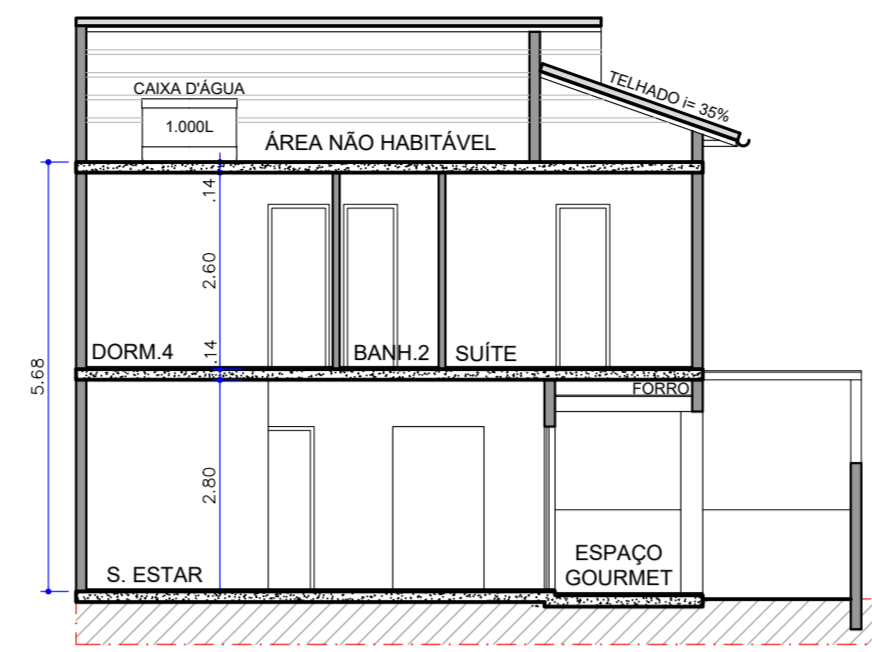 TELHADO i= 35%
CAIXA D'ÁGUA
1.000L
ÁREA NÃO HABITÁVEL
.14
2.60
DORM.4
.14
BANH.2
SUÍTE
5.68
FORRO
2.80
S. ESTAR
ESPAÇO
GOURMET